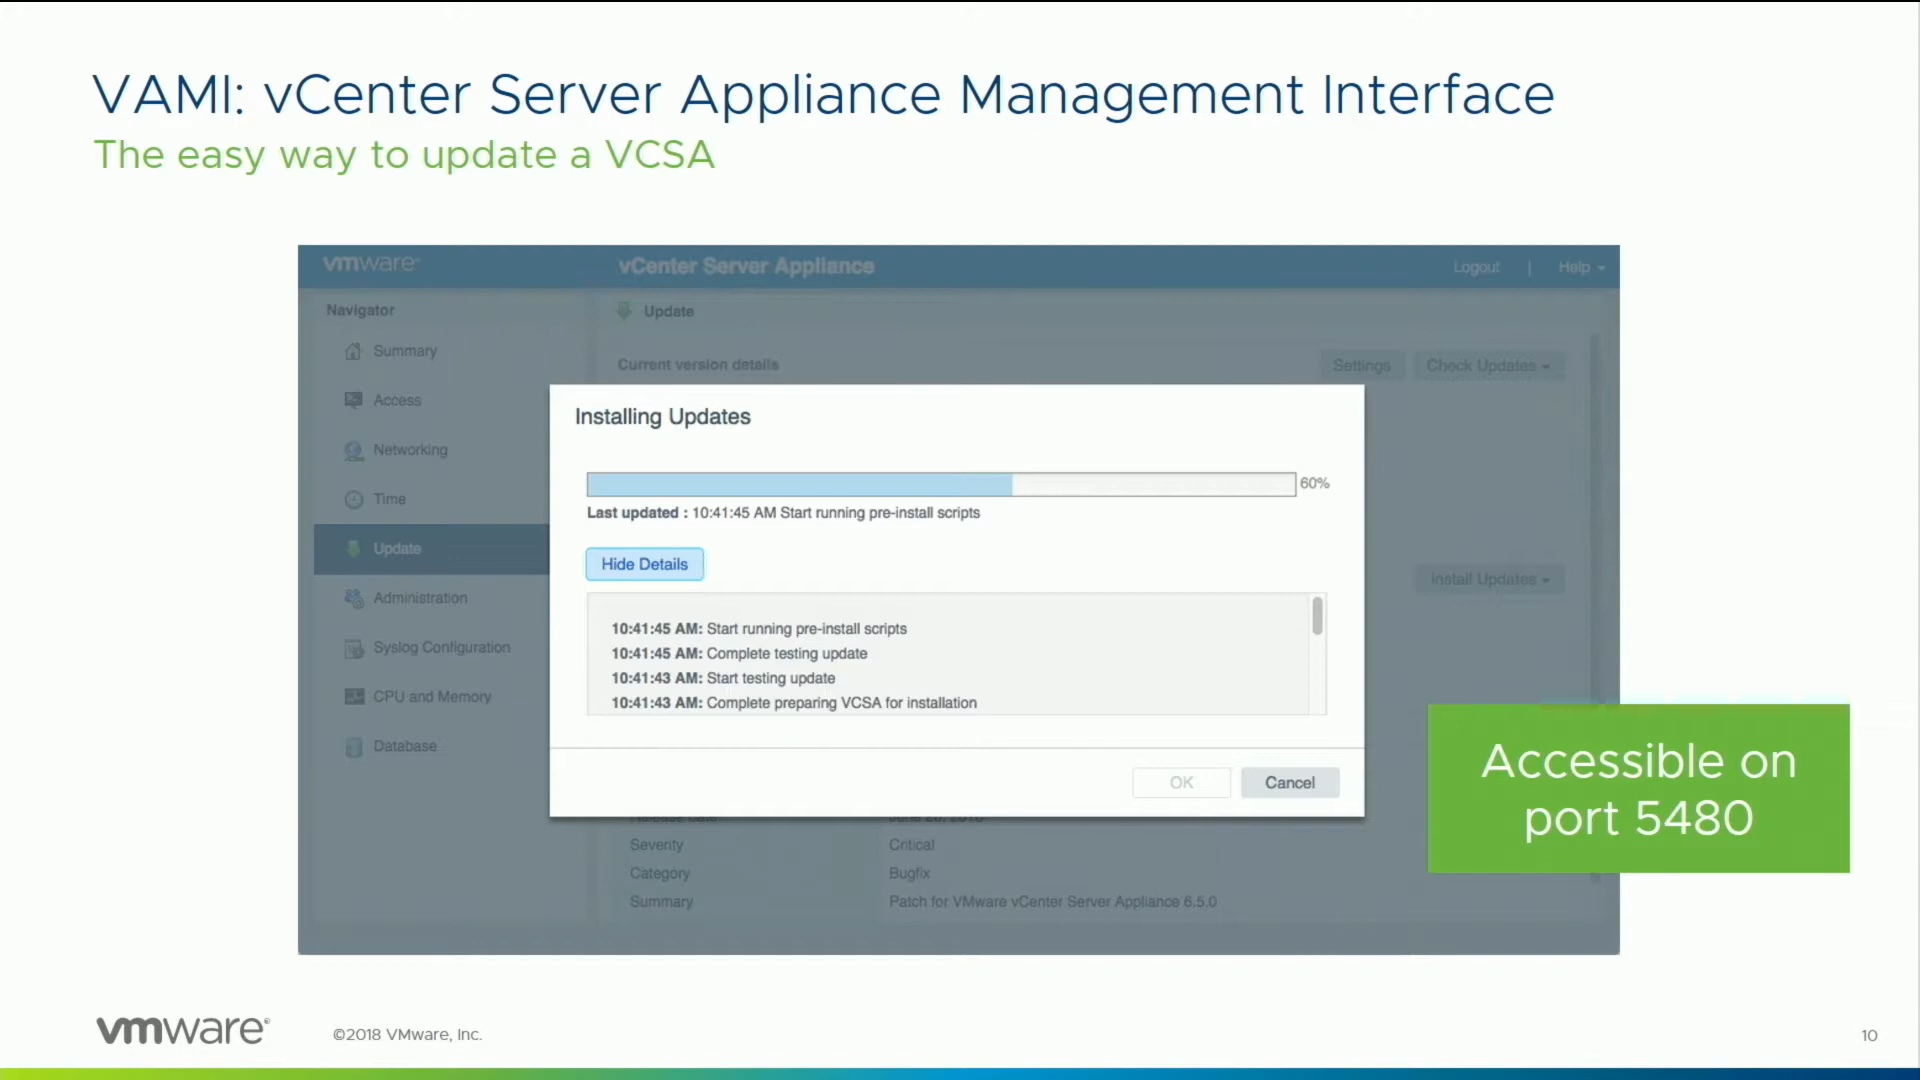 VAMI: vCenter Server Appliance Management Interface
The easy way to update a VCSA
vmware®
vCenter Server Appliance
Logout | Help
Navigator
Summary
Access
Networking
Time
Update
Administration
Syslog Configuration
CPU and Memory
Database
Update
Current version details
Settings
Check Updates
Install Updates
Installing Updates
60%
Last updated : 10:41:45 AM Start running pre-install scripts
Hide Details
10:41:45 AM: Start running pre-install scripts
10:41:45 AM: Complete testing update
10:41:43 AM: Start testing update
10:41:43 AM: Complete preparing VCSA for installation
OK
Cancel
Severity Critical
Category Bugfix
Summary Patch for VMware vCenter Server Appliance 6.5.0
Accessible on
port 5480
vmware®
©2018 VMware, Inc.
10